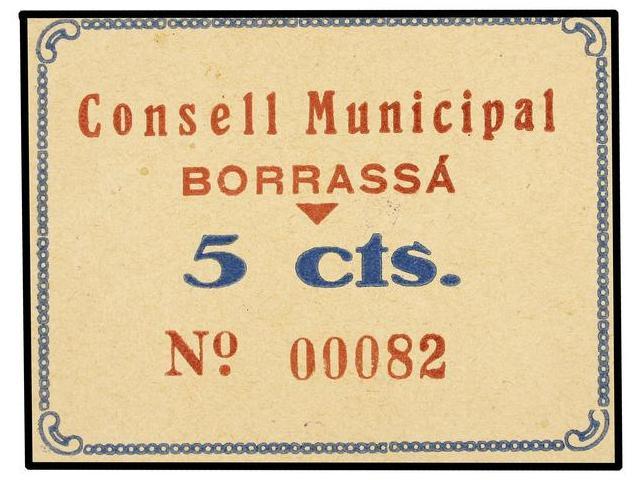 Consell Municipal
BORRASSÁ
5 cts.
Nº 00082